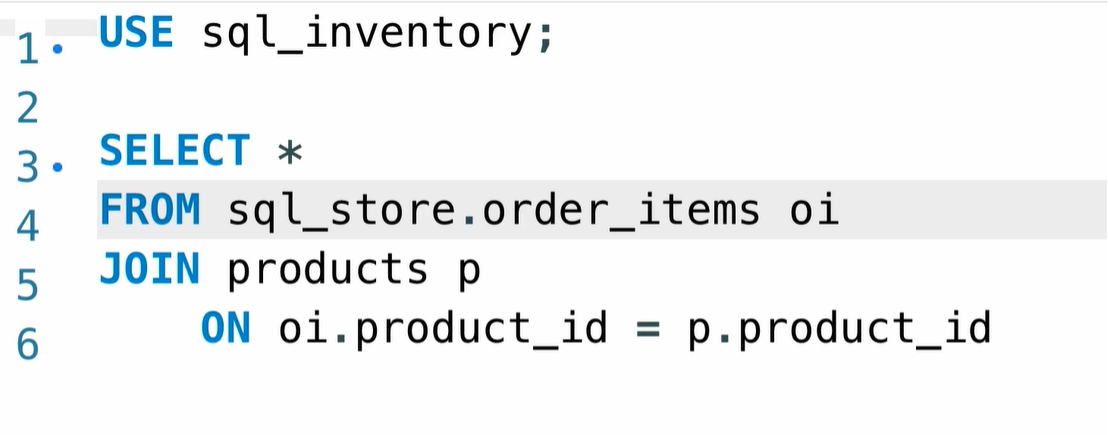 1 USE sql_inventory;
2
3 SELECT *
4 FROM sql_store.order_items oi
5 JOIN products p
6 ON oi.product_id = p.product_id